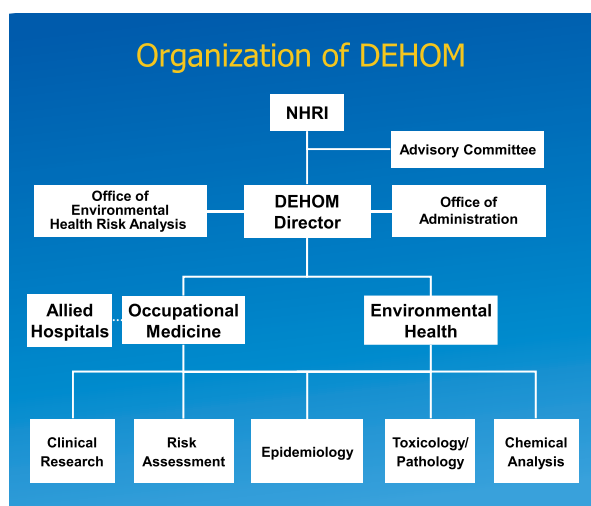 Organization of DEHOM
NHRI
Advisory Committee
Office of
Environmental
Health Risk Analysis
DEHOM
Director
Office of
Administration
Allied
Hospitals
Occupational
Medicine
Environmental
Health
Clinical
Research
Risk
Assessment
Epidemiology
Toxicology/
Pathology
Chemical
Analysis